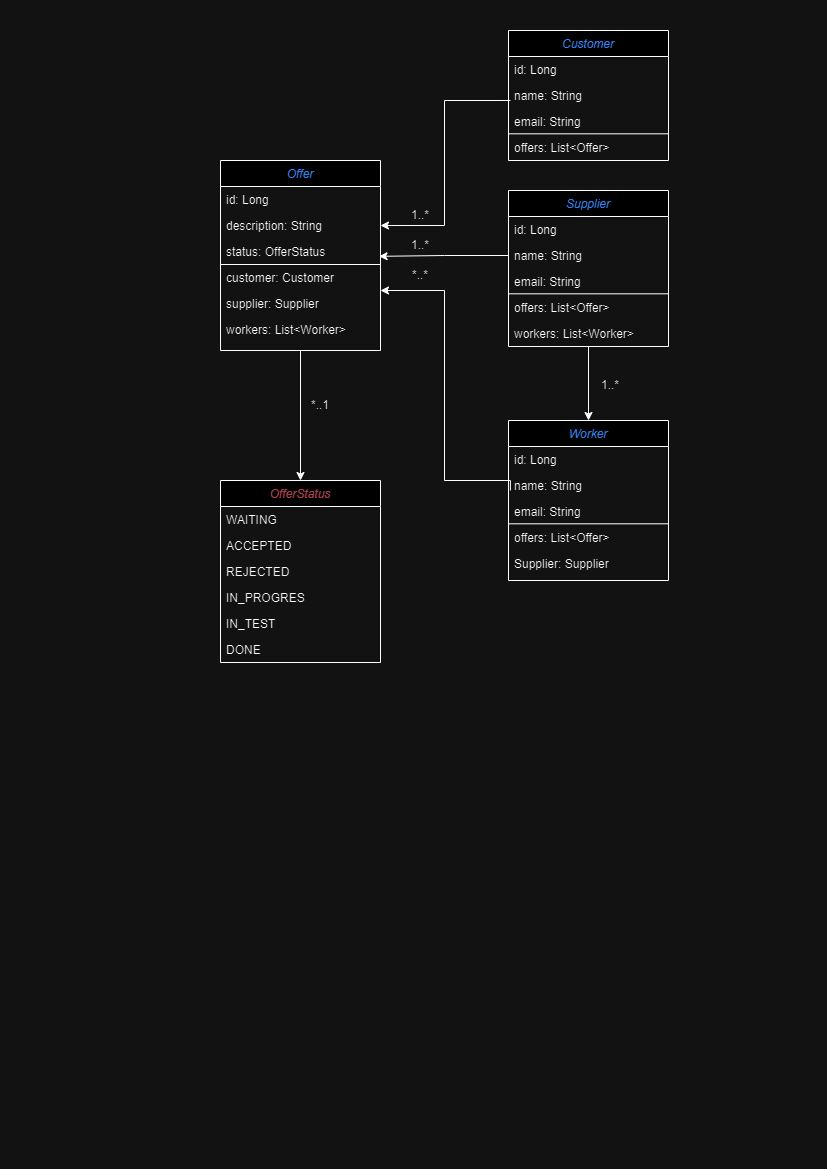 Customer
id: Long
name: String
email: String
offers: List<Offer>
Offer
id: Long
description: String
status: OfferStatus
customer: Customer
supplier: Supplier
workers: List<Worker>
1..*
1..*
*..*
Supplier
id: Long
name: String
email: String
offers: List<Offer>
workers: List<Worker>
1..*
*..1
Worker
id: Long
name: String
email: String
offers: List<Offer>
Supplier: Supplier
OfferStatus
WAITING
ACCEPTED
REJECTED
IN_PROGRES
IN_TEST
DONE